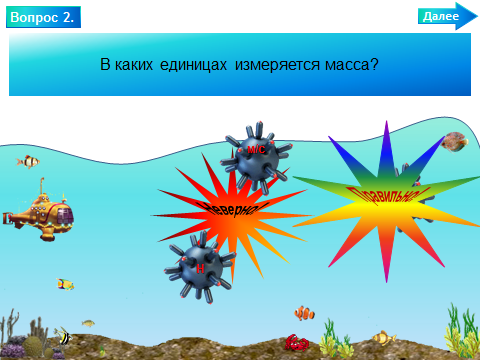 Вопрос 2.
Далее
В каких единицах измеряется масса?
м/с
Неверно!
Правильно!
Н